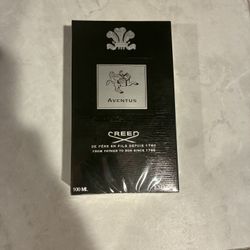 AVENTUS
CREED
DE PÈRE EN FILS DEPUIS 1760
FROM FATHER TO SON SINCE 1760
100 ML